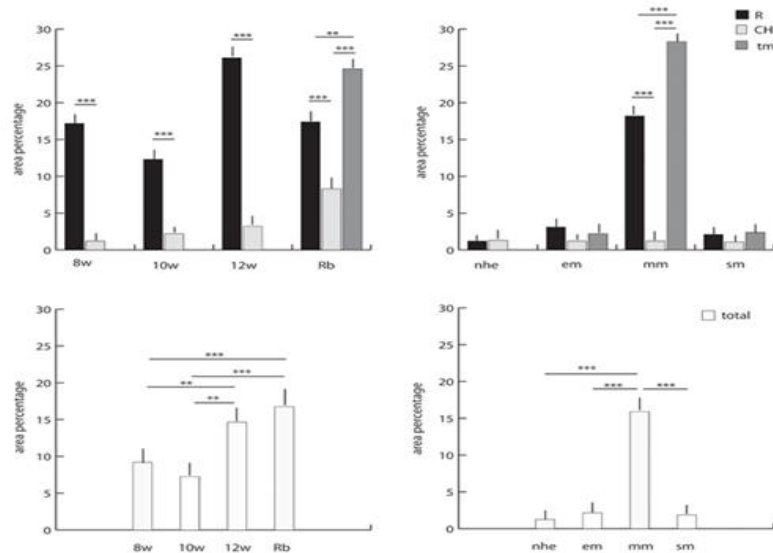 30
25
20
15
10
5
0
area percentage
***
***
***
**
***
***
8w
10w
12w
Rb
30
25
20
15
10
5
0
area percentage
***
***
***
nhe
em
mm
sm
R
CH
tm
30
25
20
15
10
5
0
area percentage
***
**
***
**
8w
10w
12w
Rb
30
25
20
15
10
5
0
area percentage
***
***
***
nhe
em
mm
sm
total